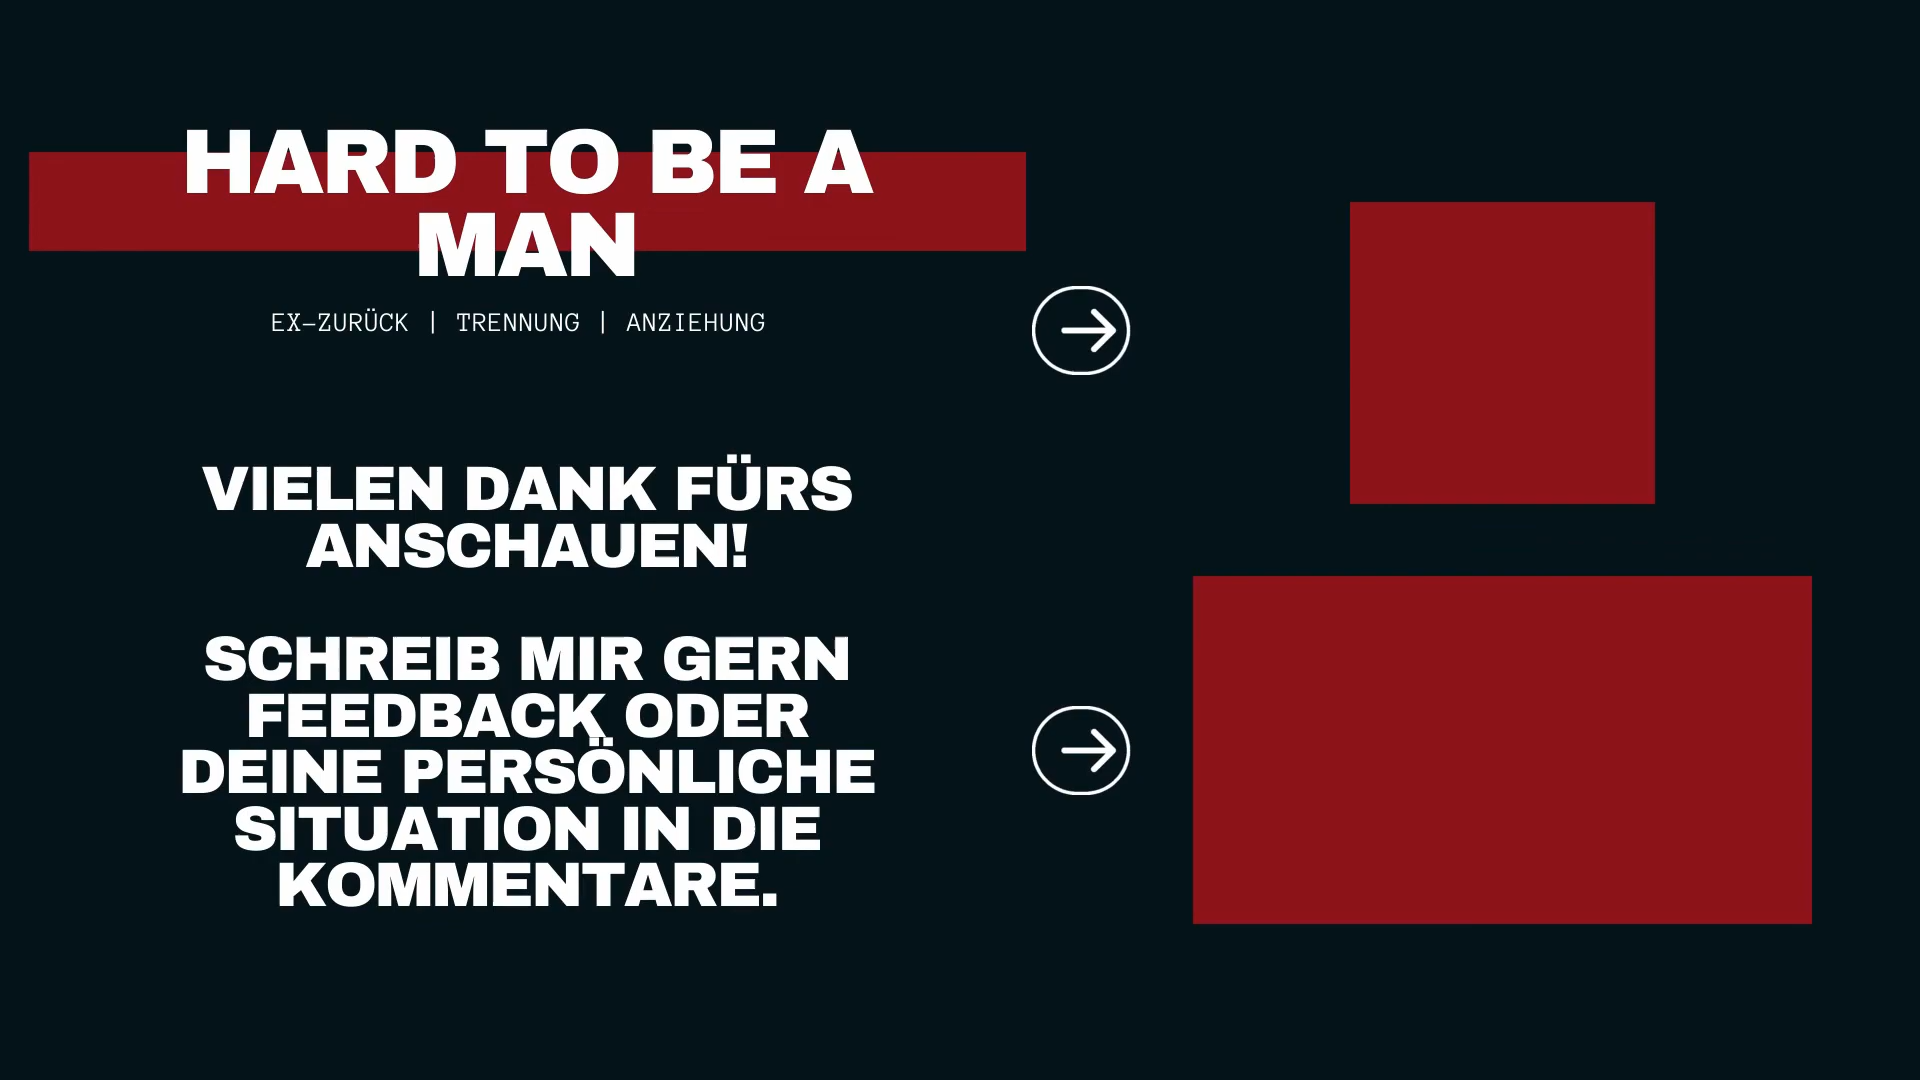 HARD TO BE A
MAN
EX-ZURÜCK | TRENNUNG | ANZIEHUNG
VIELEN DANK FÜRS
ANSCHAUEN!
SCHREIB MIR GERN
FEEDBACK ODER
DEINE PERSÖNLICHE
SITUATION IN DIE
KOMMENTARE.